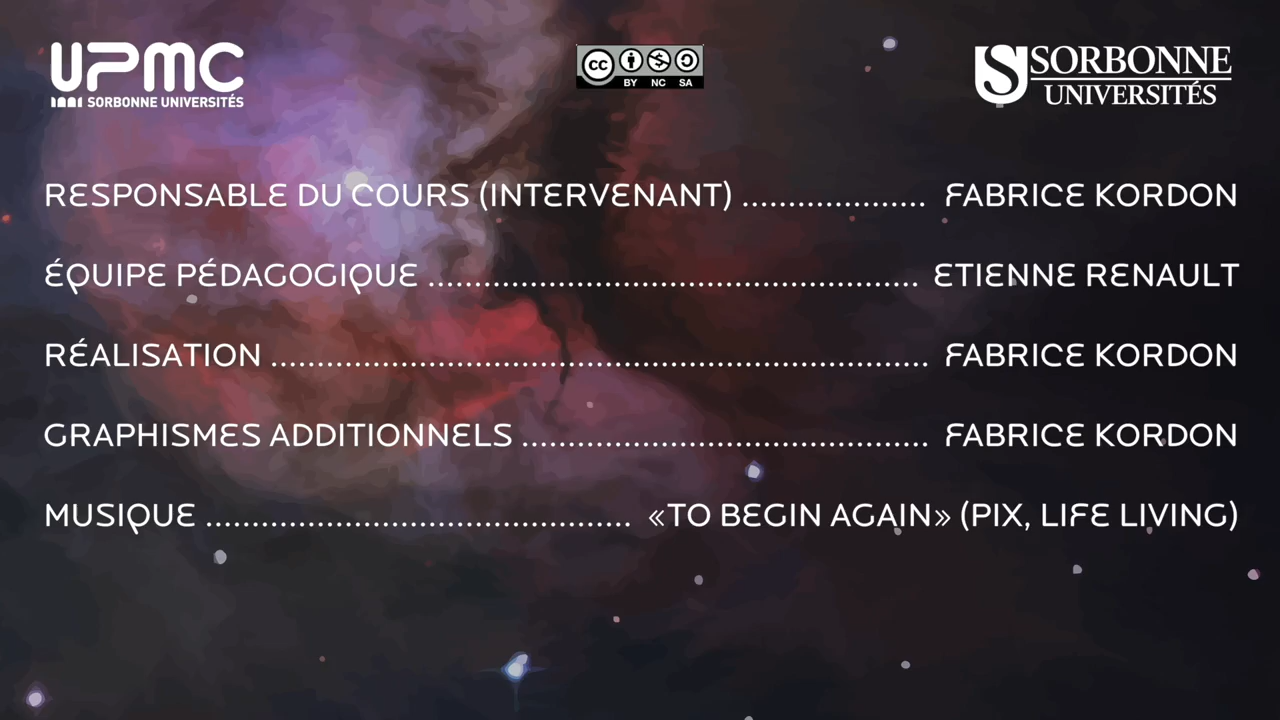 UPMC
SORBONNE UNIVERSITÉS
cc BY NC SA
SORBONNE
UNIVERSITÉS
RESPONSABLE DU COURS (INTERVENANT) ................... FABRICE KORDON
ÉQUIPE PÉDAGOGIQUE .................................................. ETIENNE RENAULT
RÉALISATION ................................................................... FABRICE KORDON
GRAPHISMES ADDITIONNELS ......................................... FABRICE KORDON
MUSIQUE ........................................... «TO BEGIN AGAIN» (PIX, LIFE LIVING)